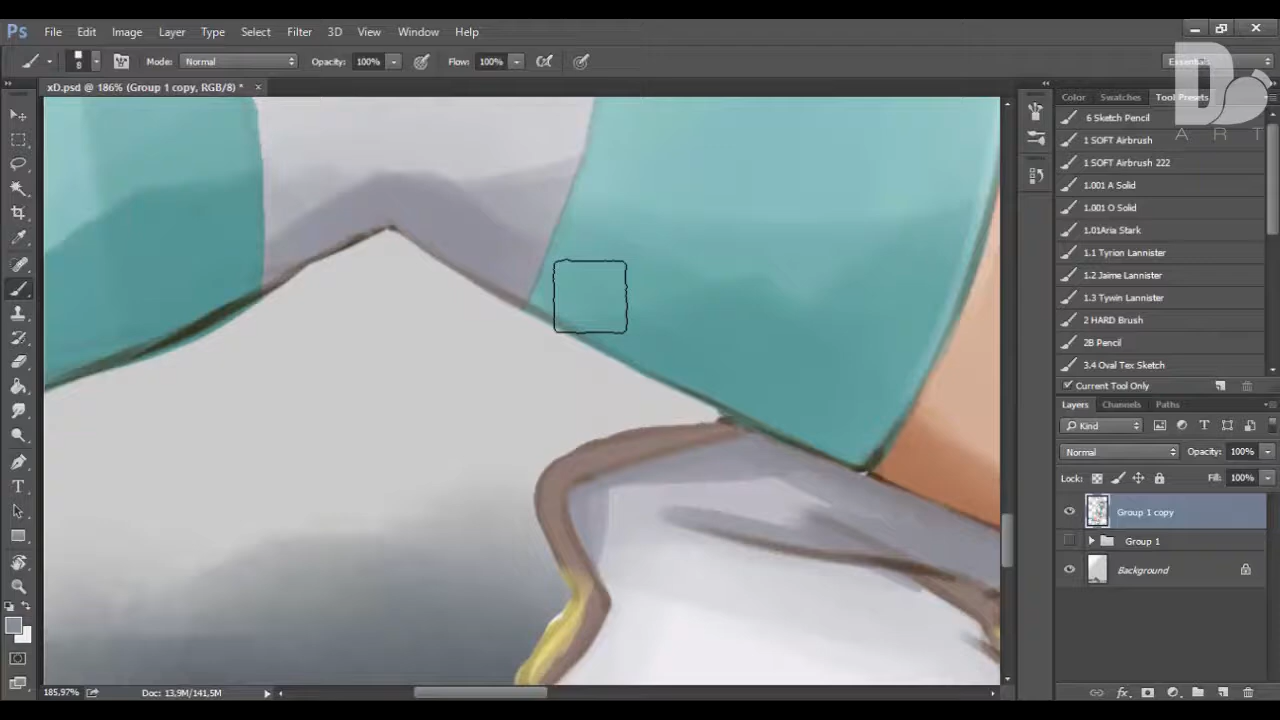 Ps File Edit Image Layer Type Select Filter 3D View Window Help
8 Mode: Normal Opacity: 100% Flow: 100% Essentials
xD.psd @ 186% (Group 1 copy, RGB/8) * ×
D
ART
Color Swatches Tool Presets
6 Sketch Pencil
1 SOFT Airbrush
1 SOFT Airbrush 222
1.001 A Solid
1.001 O Solid
1.01Aria Stark
1.1 Tyrion Lannister
1.2 Jaime Lannister
1.3 Tywin Lannister
2 HARD Brush
2B Pencil
3.4 Oval Tex Sketch
Current Tool Only
Layers Channels Paths
Kind
Normal Opacity: 100%
Lock: Fill: 100%
Group 1 copy
Group 1
Background
185,97% Doc: 13,9M/141,5M